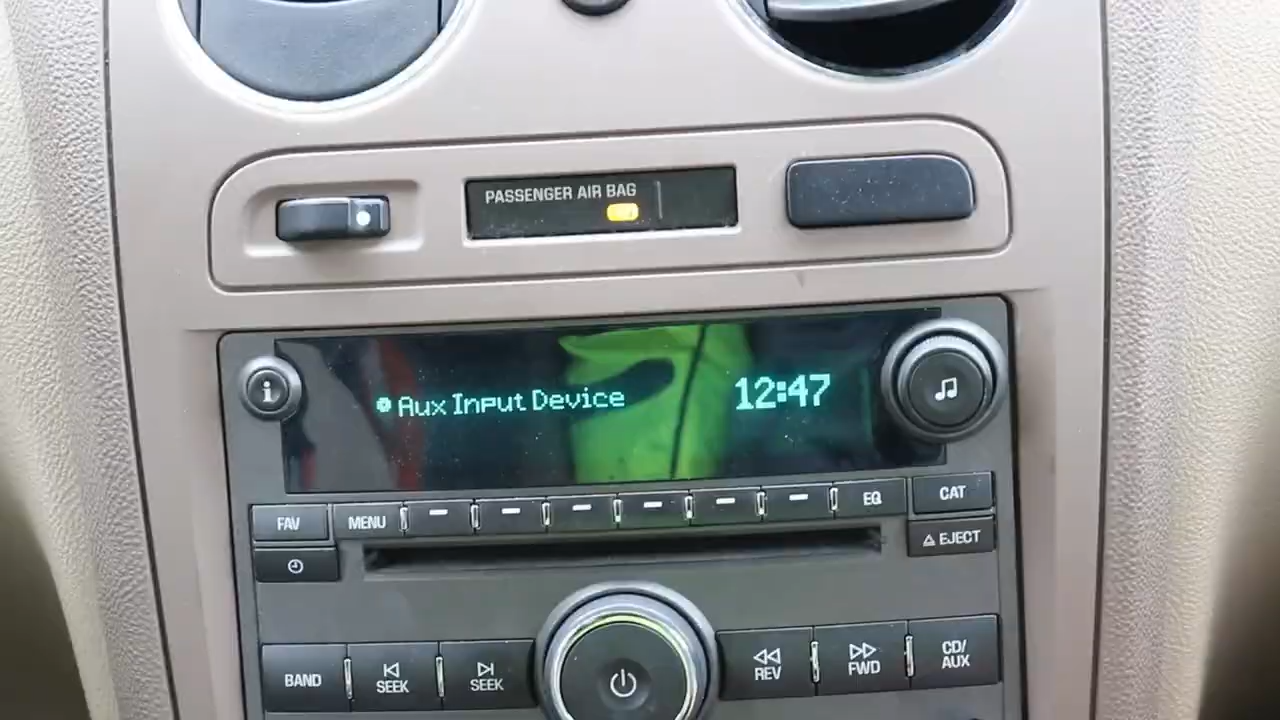 PASSENGER AIR BAG
i
Aux Input Device
12:47
FAV
MENU
EQ
CAT
EJECT
BAND
SEEK
SEEK
REV
FWD
CD/
AUX